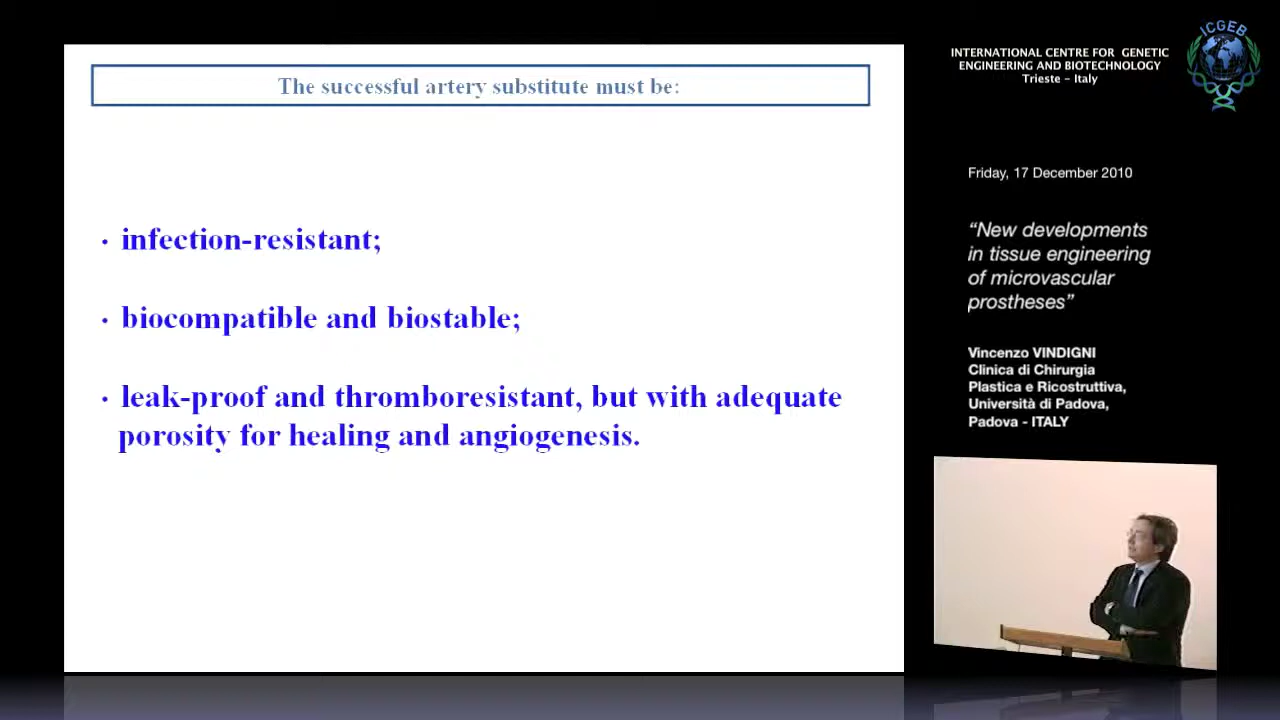 The successful artery substitute must be:
• infection-resistant;
• biocompatible and biostable;
• leak-proof and thromboresistant, but with adequate
porosity for healing and angiogenesis.
INTERNATIONAL CENTRE FOR GENETIC
ENGINEERING AND BIOTECHNOLOGY
Trieste – Italy
ICGEB
Friday, 17 December 2010
“New developments
in tissue engineering
of microvascular
prostheses”
Vincenzo VINDIGNI
Clinica di Chirurgia
Plastica e Ricostruttiva,
Università di Padova,
Padova - ITALY